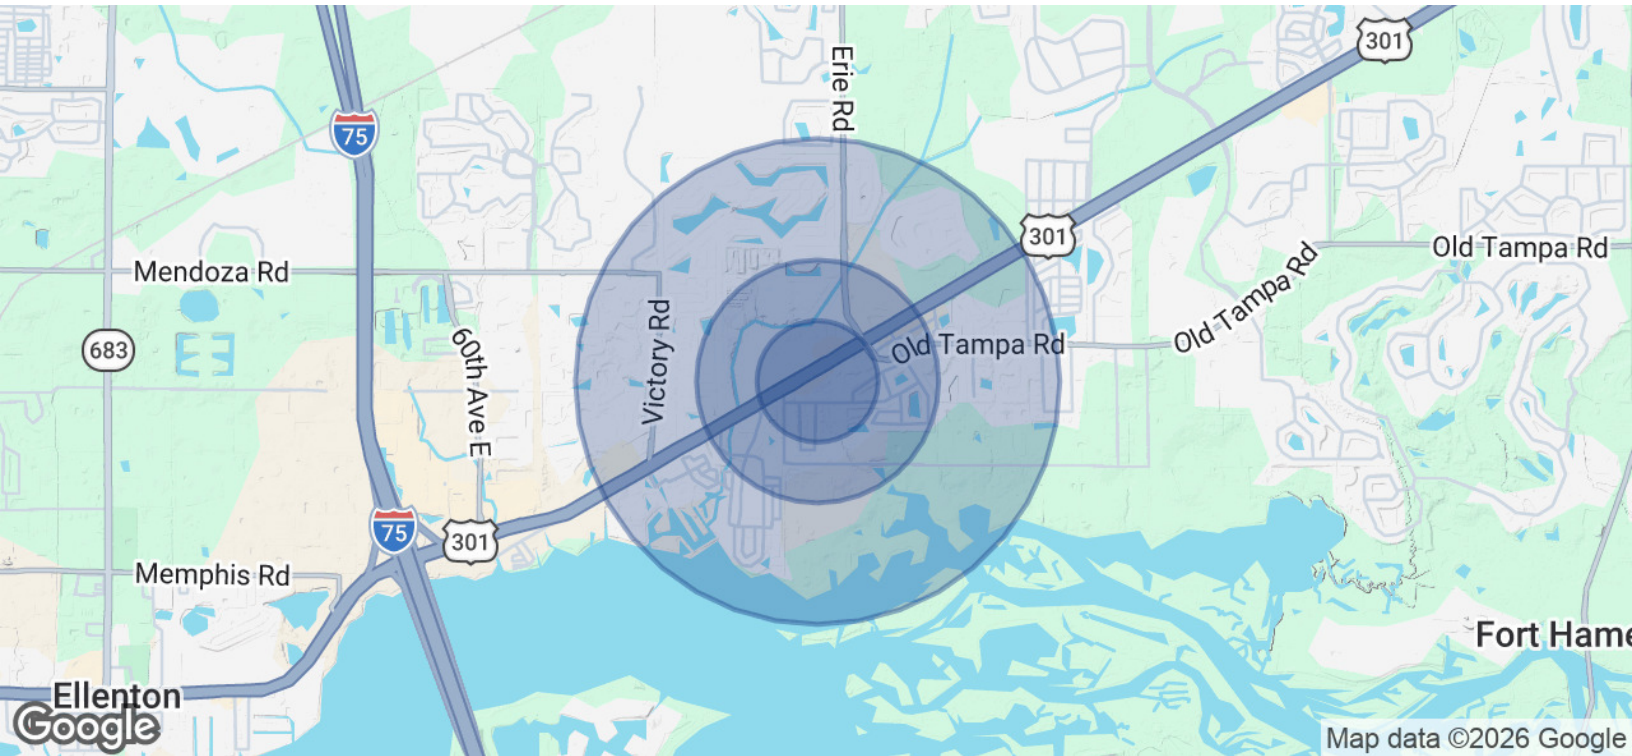 301
Erie Rd
75
301
Old Tampa Rd
Mendoza Rd
Old Tampa Rd
Victory Rd
60th Ave E
Old Tampa Rd
683
75
301
Memphis Rd
Fort Hame
Ellenton
Google
Map data ©2026 Google